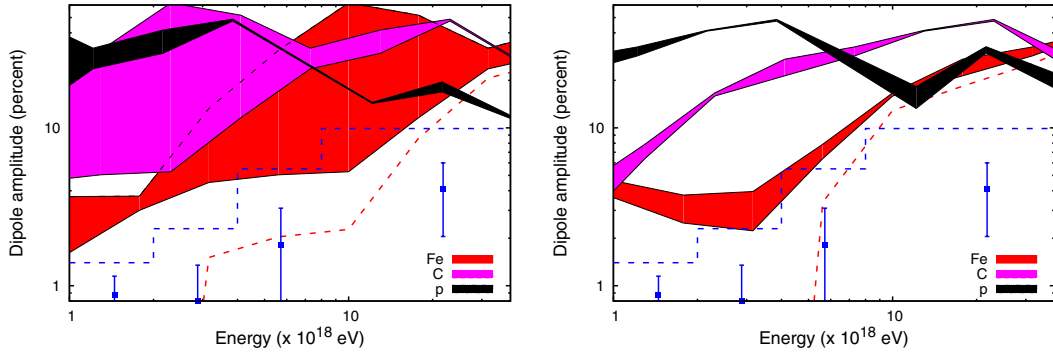 Dipole amplitude (percent)
10
1
Fe
C
p
1
10
Energy (x 10^18 eV)
Dipole amplitude (percent)
10
1
Fe
C
p
1
10
Energy (x 10^18 eV)